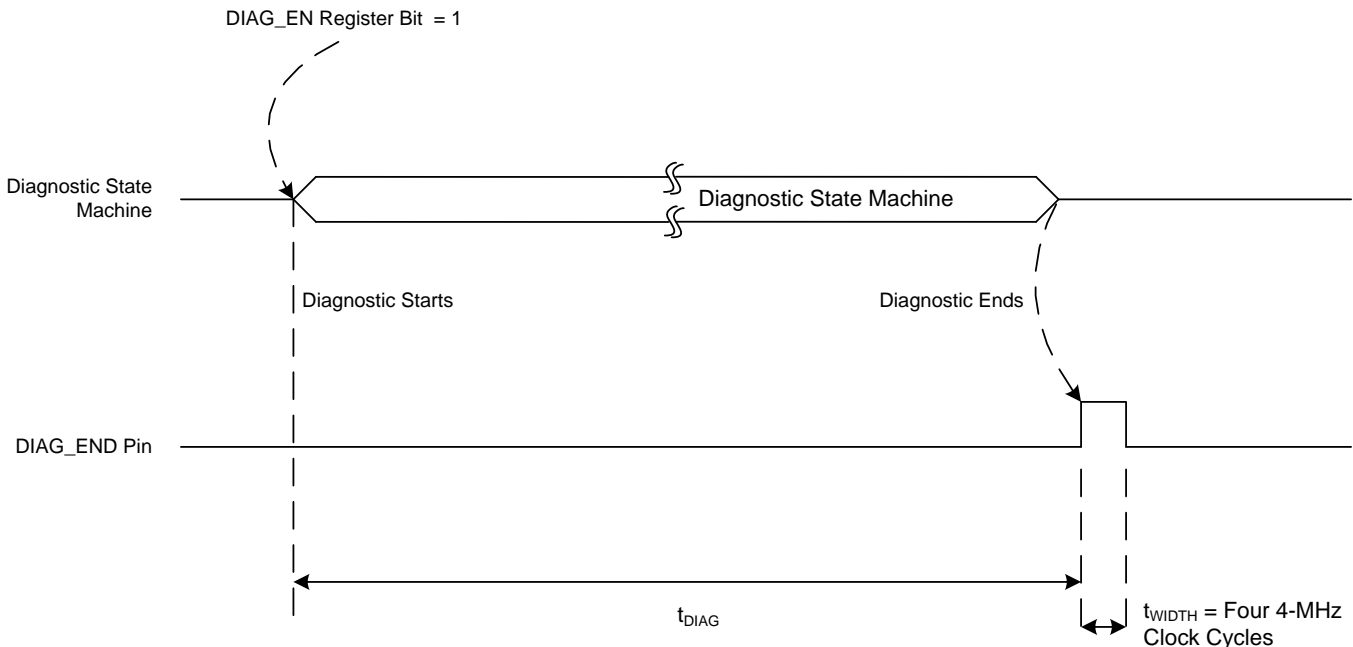 DIAG_EN Register Bit = 1
Diagnostic State
Machine
Diagnostic State Machine
Diagnostic Starts
Diagnostic Ends
DIAG_END Pin
tDIAG
tWIDTH = Four 4-MHz
Clock Cycles